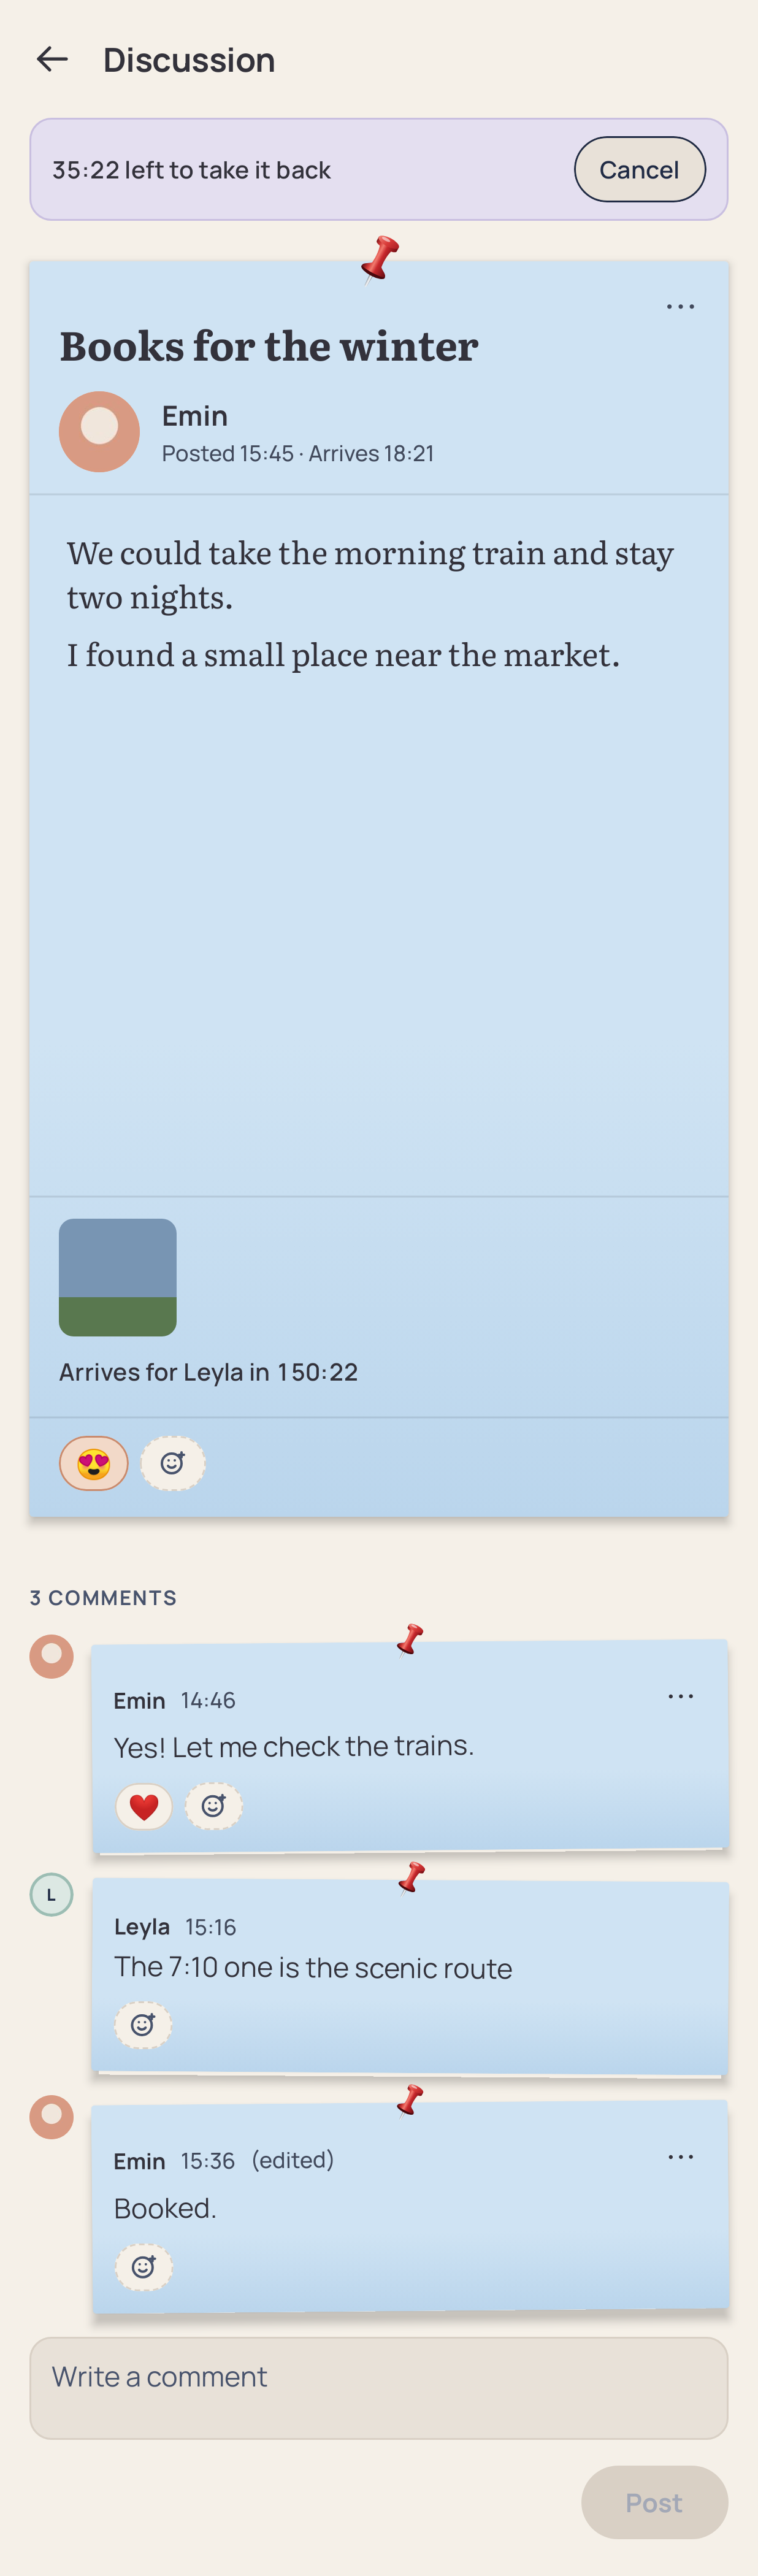 Discussion
35:22 left to take it back
Cancel
Books for the winter
Emin
Posted 15:45 · Arrives 18:21
We could take the morning train and stay
two nights.
I found a small place near the market.
Arrives for Leyla in 150:22
3 COMMENTS
Emin 14:46
Yes! Let me check the trains.
L
Leyla 15:16
The 7:10 one is the scenic route
Emin 15:36 (edited)
Booked.
Write a comment
Post